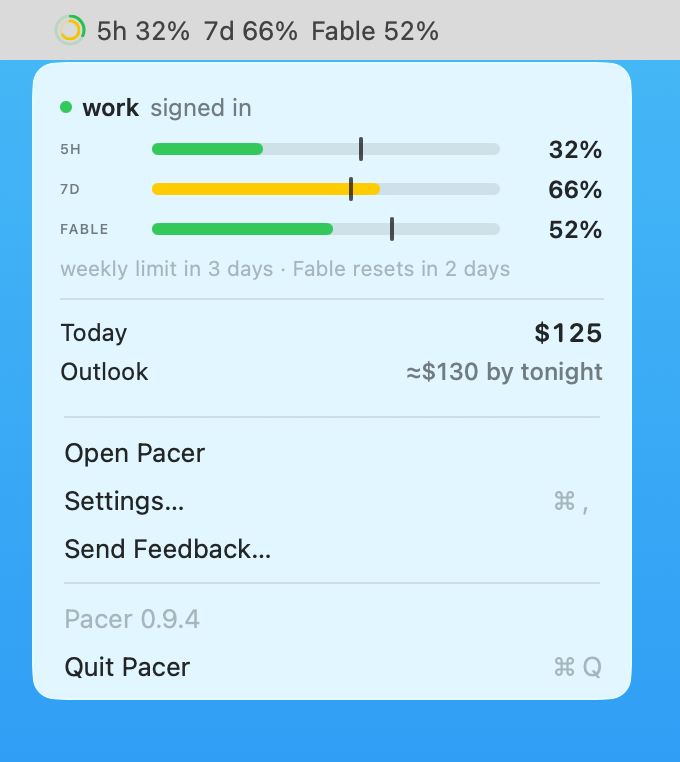 5h 32% 7d 66% Fable 52%
work signed in
5H 32%
7D 66%
FABLE 52%
weekly limit in 3 days · Fable resets in 2 days
Today $125
Outlook ≈$130 by tonight
Open Pacer
Settings... ⌘ ,
Send Feedback...
Pacer 0.9.4
Quit Pacer ⌘ Q